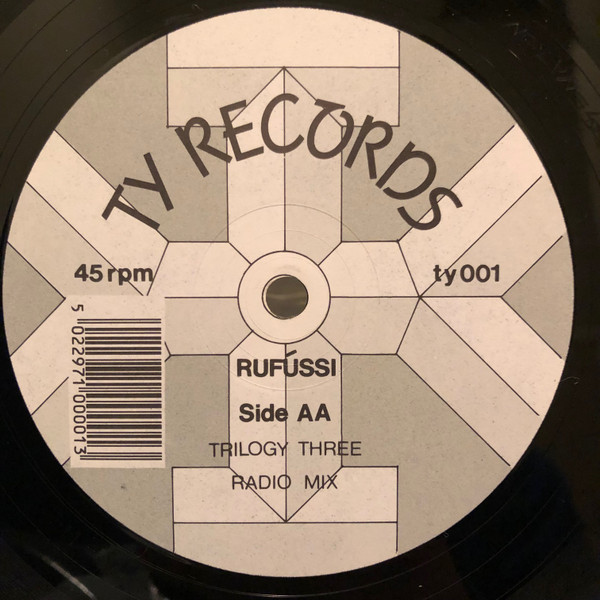 TY RECORDS
45 rpm
ty 001
5 022971 000013
RUFÚSSI
Side AA
TRILOGY THREE
RADIO MIX